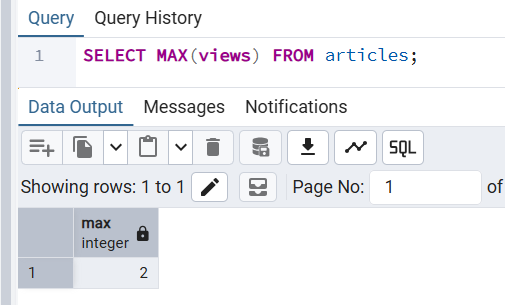 Query Query History
1 SELECT MAX(views) FROM articles;
Data Output Messages Notifications
SQL
Showing rows: 1 to 1 Page No: 1 of
max
integer
1 2